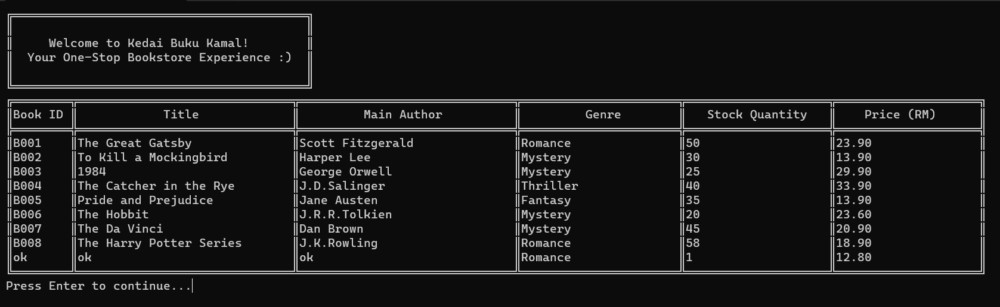 Welcome to Kedai Buku Kamal!
Your One-Stop Bookstore Experience :)
Book ID Title Main Author Genre Stock Quantity Price (RM)
B001 The Great Gatsby Scott Fitzgerald Romance 50 23.90
B002 To Kill a Mockingbird Harper Lee Mystery 30 13.90
B003 1984 George Orwell Mystery 25 29.90
B004 The Catcher in the Rye J.D.Salinger Thriller 40 33.90
B005 Pride and Prejudice Jane Austen Fantasy 35 13.90
B006 The Hobbit J.R.R.Tolkien Mystery 20 23.60
B007 The Da Vinci Dan Brown Mystery 45 20.90
B008 The Harry Potter Series J.K.Rowling Romance 58 18.90
ok ok ok Romance 1 12.80
Press Enter to continue...